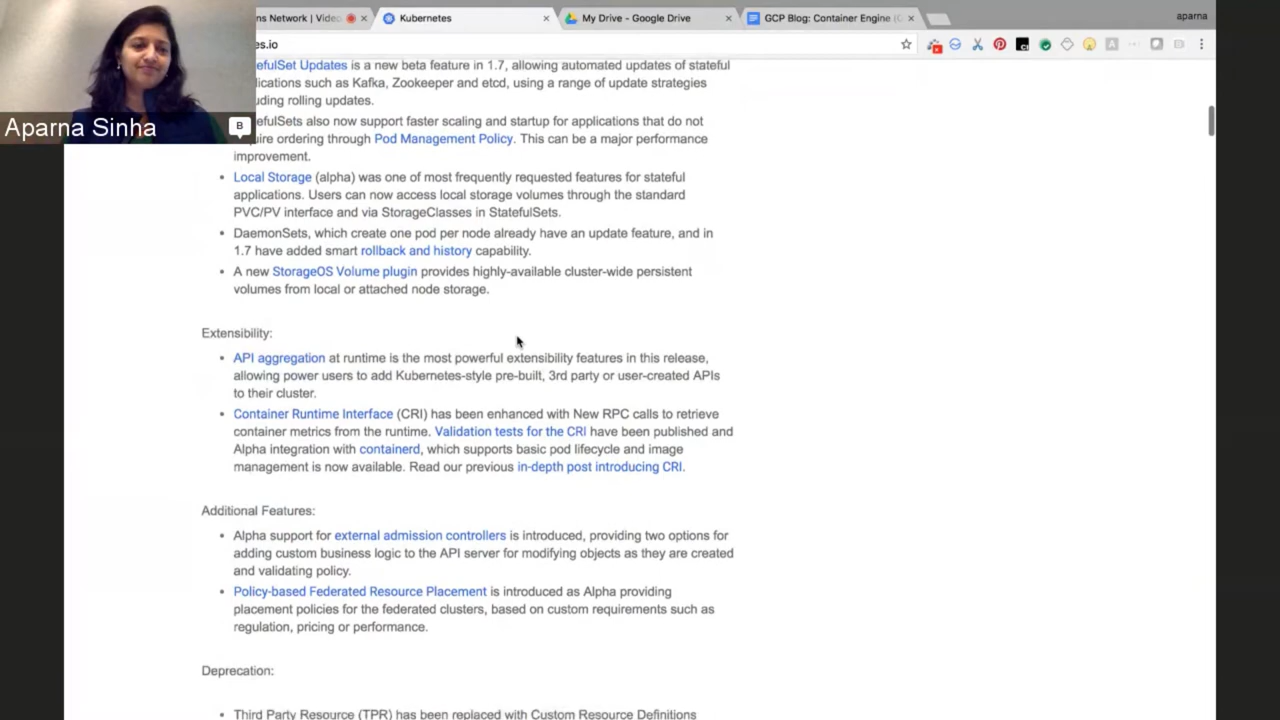 ns Network | Video
Kubernetes
My Drive - Google Drive
GCP Blog: Container Engine (
aparna
es.io
Aparna Sinha
B
efulSet Updates is a new beta feature in 1.7, allowing automated updates of stateful
lications such as Kafka, Zookeeper and etcd, using a range of update strategies
uding rolling updates.
efulSets also now support faster scaling and startup for applications that do not
uire ordering through Pod Management Policy. This can be a major performance
improvement.
• Local Storage (alpha) was one of most frequently requested features for stateful
applications. Users can now access local storage volumes through the standard
PVC/PV interface and via StorageClasses in StatefulSets.
• DaemonSets, which create one pod per node already have an update feature, and in
1.7 have added smart rollback and history capability.
• A new StorageOS Volume plugin provides highly-available cluster-wide persistent
volumes from local or attached node storage.
Extensibility:
• API aggregation at runtime is the most powerful extensibility features in this release,
allowing power users to add Kubernetes-style pre-built, 3rd party or user-created APIs
to their cluster.
• Container Runtime Interface (CRI) has been enhanced with New RPC calls to retrieve
container metrics from the runtime. Validation tests for the CRI have been published and
Alpha integration with containerd, which supports basic pod lifecycle and image
management is now available. Read our previous in-depth post introducing CRI.
Additional Features:
• Alpha support for external admission controllers is introduced, providing two options for
adding custom business logic to the API server for modifying objects as they are created
and validating policy.
• Policy-based Federated Resource Placement is introduced as Alpha providing
placement policies for the federated clusters, based on custom requirements such as
regulation, pricing or performance.
Deprecation:
• Third Party Resource (TPR) has been replaced with Custom Resource Definitions